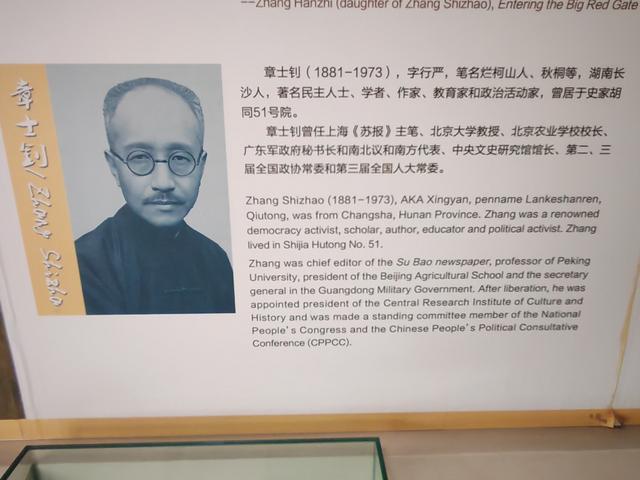 --Zhang Hanzhi (daughter of Zhang Shizhao), Entering the Big Red Gate
章士钊 Zhang Shizhao
章士钊（1881-1973），字行严，笔名烂柯山人、秋桐等，湖南长
沙人，著名民主人士、学者、作家、教育家和政治活动家，曾居于史家胡
同51号院。
章士钊曾任上海《苏报》主笔、北京大学教授、北京农业学校校长、
广东军政府秘书长和南北议和南方代表、中央文史研究馆馆长、第二、三
届全国政协常委和第三届全国人大常委。
Zhang Shizhao (1881-1973), AKA Xingyan, penname Lankeshanren,
Qiutong, was from Changsha, Hunan Province. Zhang was a renowned
democracy activist, scholar, author, educator and political activist. Zhang
lived in Shijia Hutong No. 51.
Zhang was chief editor of the Su Bao newspaper, professor of Peking
University, president of the Beijing Agricultural School and the secretary
general in the Guangdong Military Government. After liberation, he was
appointed president of the Central Research Institute of Culture and
History and was made a standing committee member of the National
People's Congress and the Chinese People's Political Consultative
Conference (CPPCC).